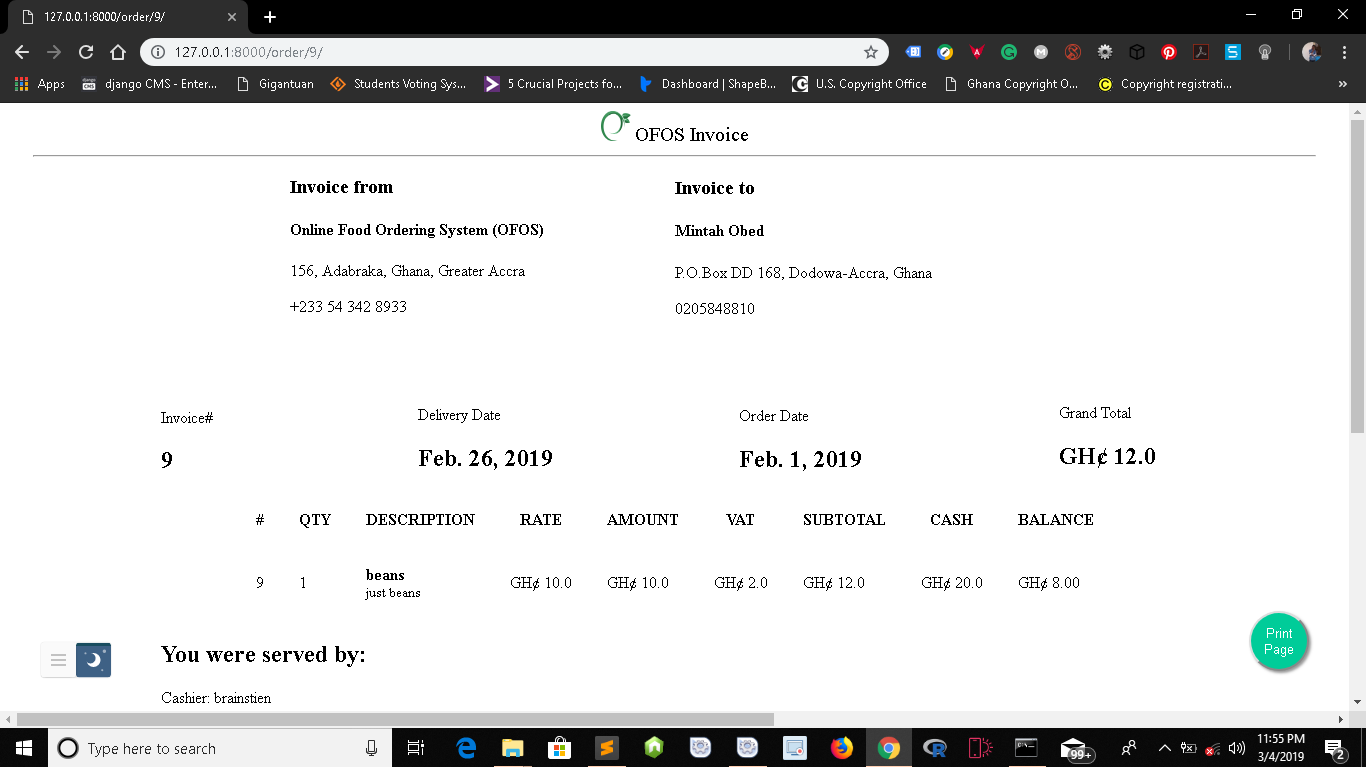 127.0.0.1:8000/order/9/
127.0.0.1:8000/order/9/
Apps django CMS - Enter... Gigantuan Students Voting Sys... 5 Crucial Projects fo... Dashboard | ShapeB... U.S. Copyright Office Ghana Copyright O... Copyright registrati... »
OFOS Invoice
Invoice from Invoice to
Online Food Ordering System (OFOS) Mintah Obed
156, Adabraka, Ghana, Greater Accra P.O.Box DD 168, Dodowa-Accra, Ghana
+233 54 342 8933 0205848810
Invoice# Delivery Date Order Date Grand Total
9 Feb. 26, 2019 Feb. 1, 2019 GH₵ 12.0
# QTY DESCRIPTION RATE AMOUNT VAT SUBTOTAL CASH BALANCE
9 1 beans GH₵ 10.0 GH₵ 10.0 GH₵ 2.0 GH₵ 12.0 GH₵ 20.0 GH₵ 8.00
just beans
Print
Page
You were served by:
Cashier: brainstien
Type here to search
99+
11:55 PM
3/4/2019
2